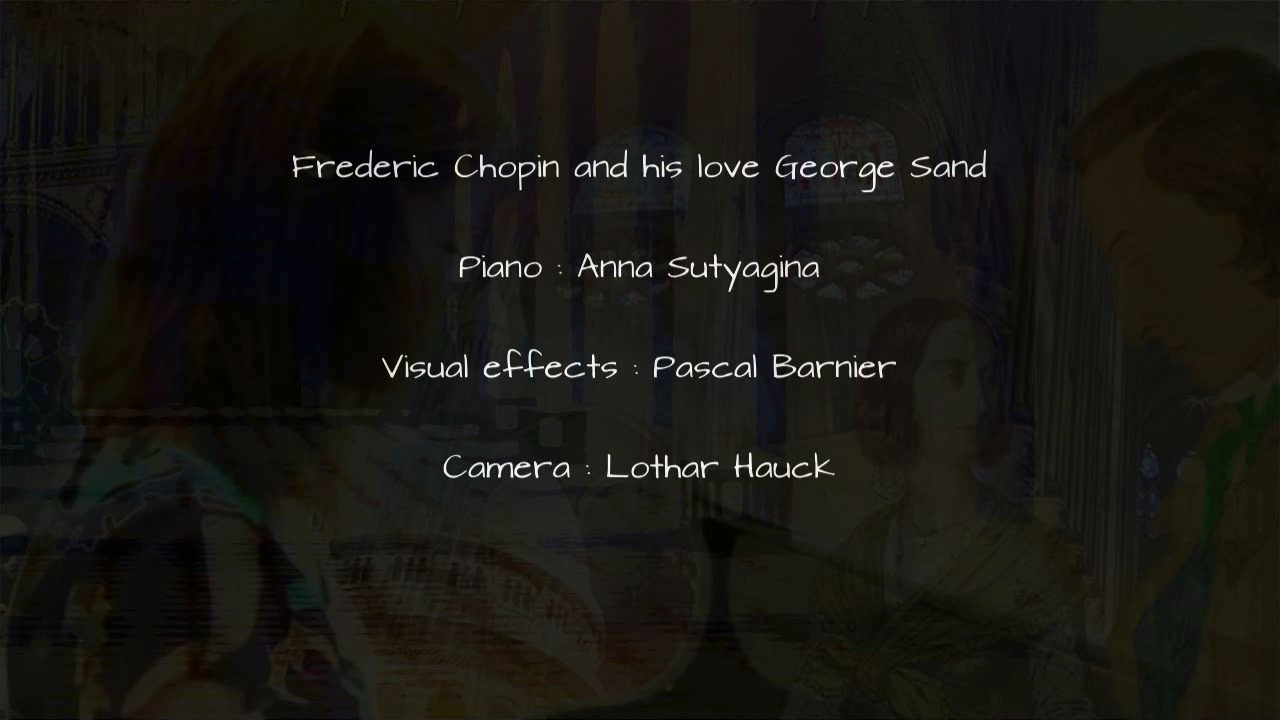 Frederic Chopin and his love George Sand
Piano : Anna Sutyagina
Visual effects : Pascal Barnier
Camera : Lothar Hauck